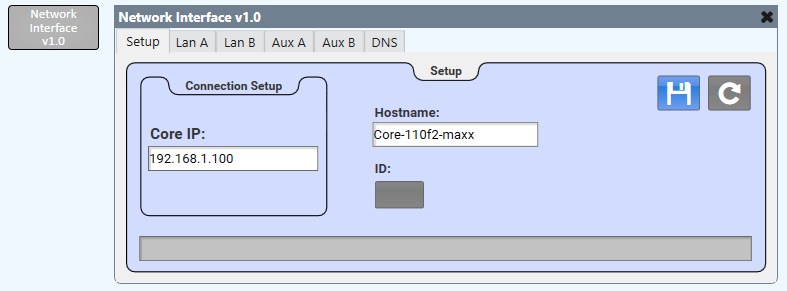 Network
Interface
v1.0
Network Interface v1.0
Setup
Lan A
Lan B
Aux A
Aux B
DNS
Setup
Connection Setup
Core IP:
192.168.1.100
Hostname:
Core-110f2-maxx
ID: